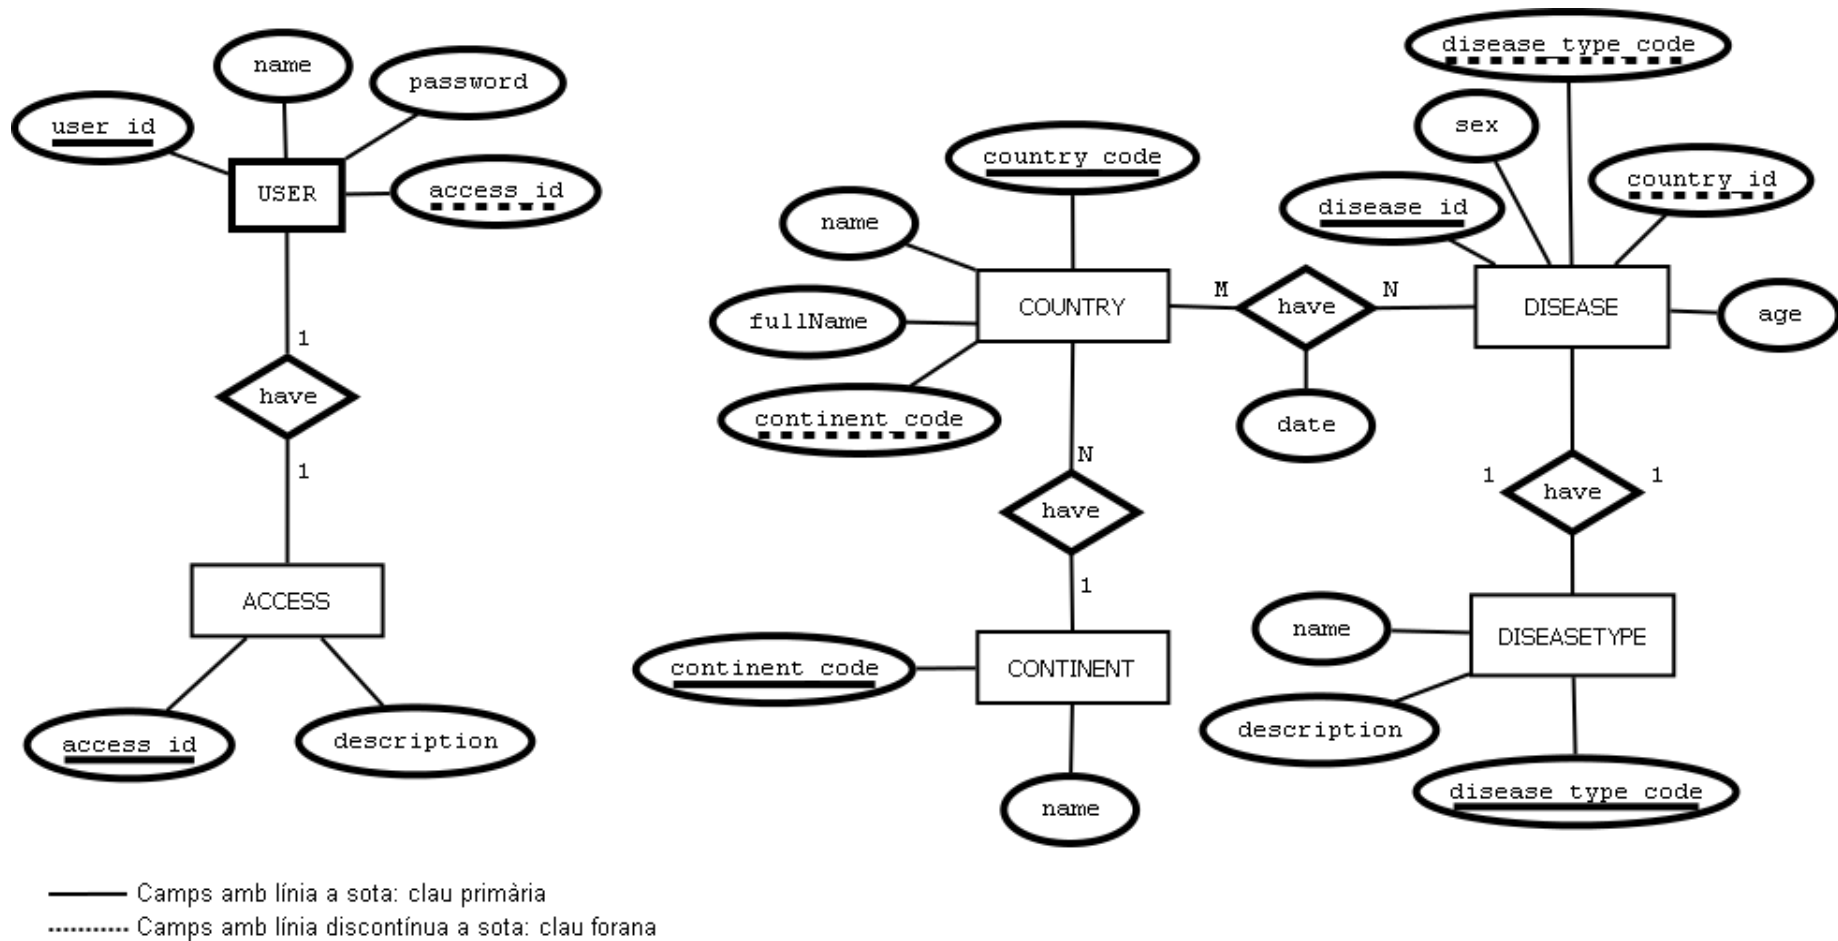 name
password
user_id
access_id
USER
1
have
1
ACCESS
access_id
description
country_code
name
fullName
continent_code
COUNTRY
M
have
N
date
N
have
1
CONTINENT
continent_code
name
disease_type_code
sex
disease_id
country_id
DISEASE
age
1
have
1
DISEASETYPE
name
description
disease_type_code
Camps amb línia a sota: clau primària
Camps amb línia discontínua a sota: clau forana